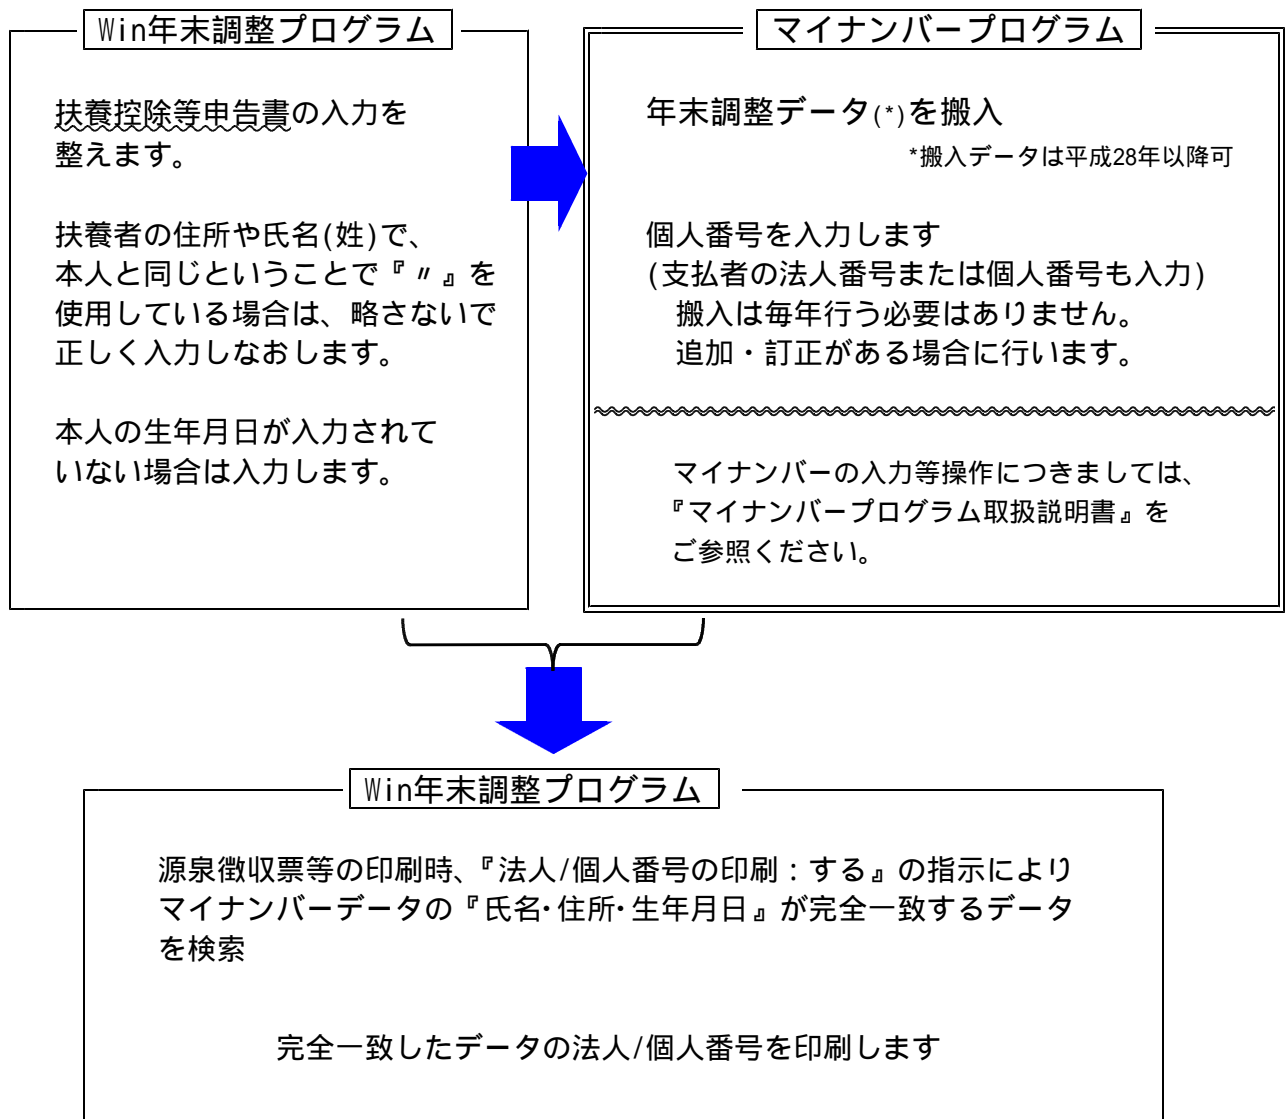 Win年末調整プログラム
扶養控除等申告書の入力を
整えます。
扶養者の住所や氏名(姓)で、
本人と同じということで『〃』を
使用している場合は、略さないで
正しく入力しなおします。
本人の生年月日が入力されて
いない場合は入力します。
マイナンバープログラム
年末調整データ(*)を搬入
*搬入データは平成28年以降可
個人番号を入力します
(支払者の法人番号または個人番号も入力)
搬入は毎年行う必要はありません。
追加・訂正がある場合に行います。
マイナンバーの入力等操作につきましては、
『マイナンバープログラム取扱説明書』を
ご参照ください。
Win年末調整プログラム
源泉徴収票等の印刷時、『法人/個人番号の印刷：する』の指示により
マイナンバーデータの『氏名・住所・生年月日』が完全一致するデータ
を検索
完全一致したデータの法人/個人番号を印刷します